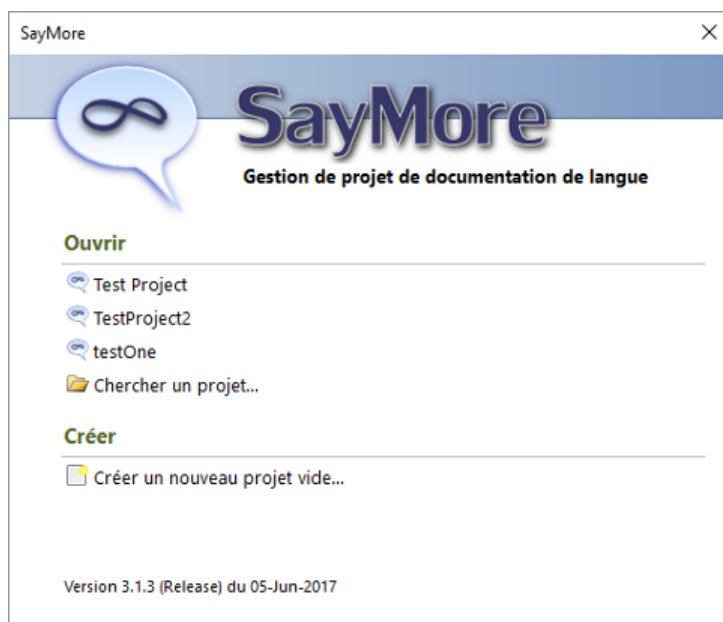 SayMore
SayMore
Gestion de projet de documentation de langue
Ouvrir
Test Project
TestProject2
testOne
Chercher un projet...
Créer
Créer un nouveau projet vide...
Version 3.1.3 (Release) du 05-Jun-2017